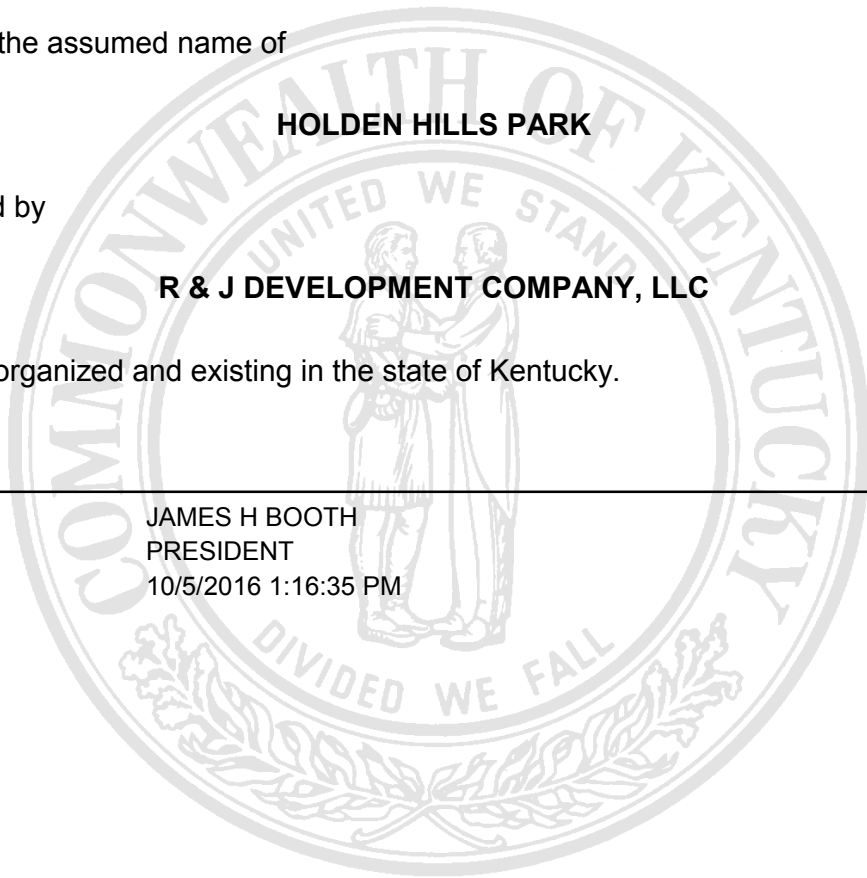 the assumed name of
HOLDEN HILLS PARK
d by
R & J DEVELOPMENT COMPANY, LLC
organized and existing in the state of Kentucky.
JAMES H BOOTH
PRESIDENT
10/5/2016 1:16:35 PM
COMMONWEALTH OF KENTUCKY
UNITED WE STAND
DIVIDED WE FALL